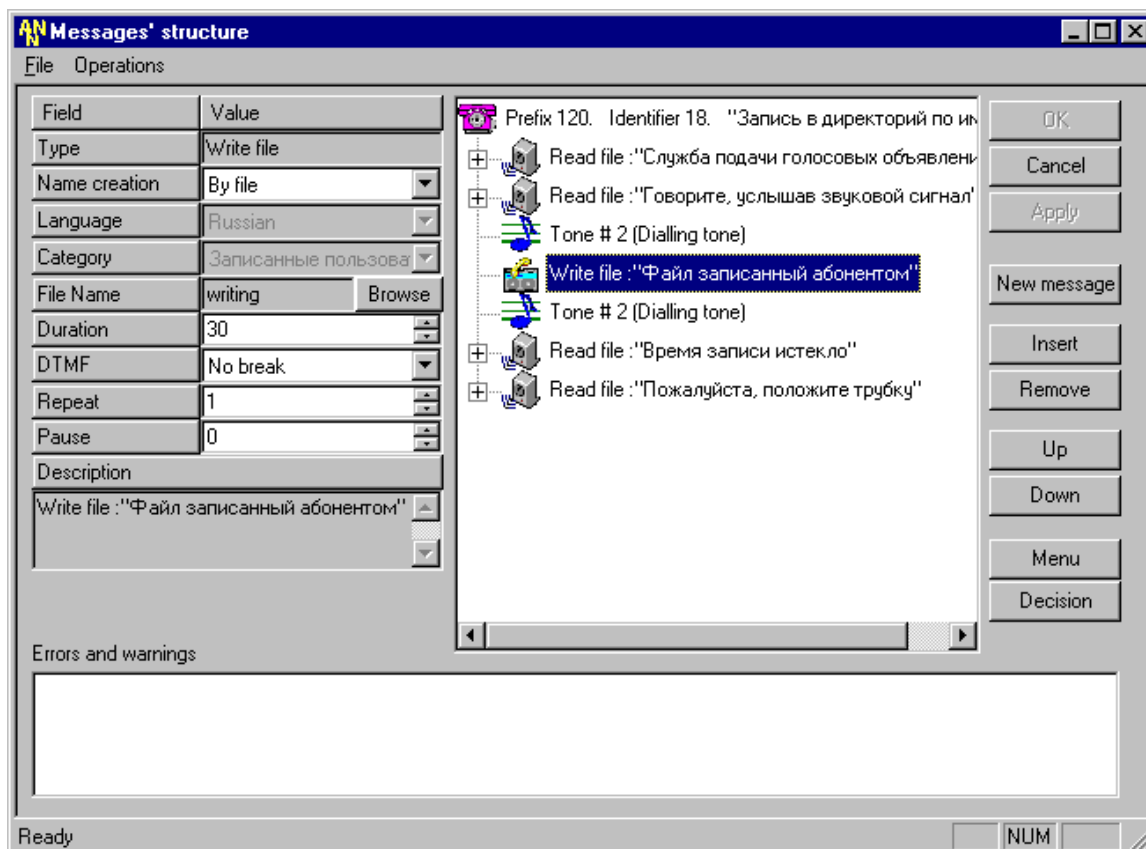 Messages' structure
File Operations
Field Value
Type Write file
Name creation By file
Language Russian
Category Записанные пользова
File Name writing Browse
Duration 30
DTMF No break
Repeat 1
Pause 0
Description
Write file :"Файл записанный абонентом"
Prefix 120. Identifier 18. "Запись в директорий по им
Read file :"Служба подачи голосовых объявлени
Read file :"Говорите, услышав звуковой сигнал"
Tone # 2 (Dialling tone)
Write file :"Файл записанный абонентом"
Tone # 2 (Dialling tone)
Read file :"Время записи истекло"
Read file :"Пожалуйста, положите трубку"
OK
Cancel
Apply
New message
Insert
Remove
Up
Down
Menu
Decision
Errors and warnings
Ready NUM